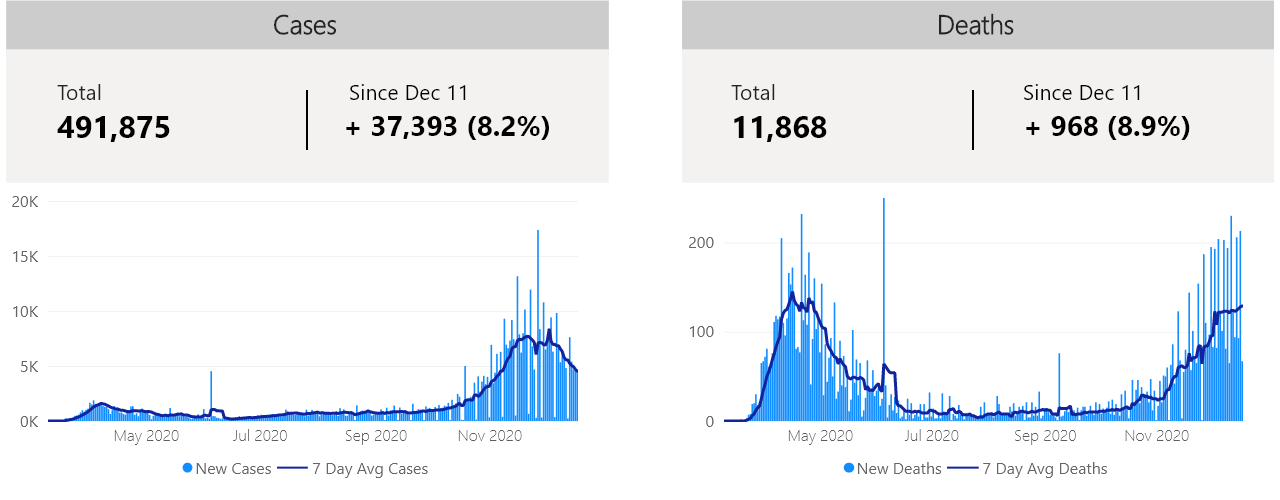 Cases
Total
491,875
Since Dec 11
+ 37,393 (8.2%)
20K
15K
10K
5K
0K
May 2020 Jul 2020 Sep 2020 Nov 2020
New Cases 7 Day Avg Cases
Deaths
Total
11,868
Since Dec 11
+ 968 (8.9%)
200
100
0
May 2020 Jul 2020 Sep 2020 Nov 2020
New Deaths 7 Day Avg Deaths